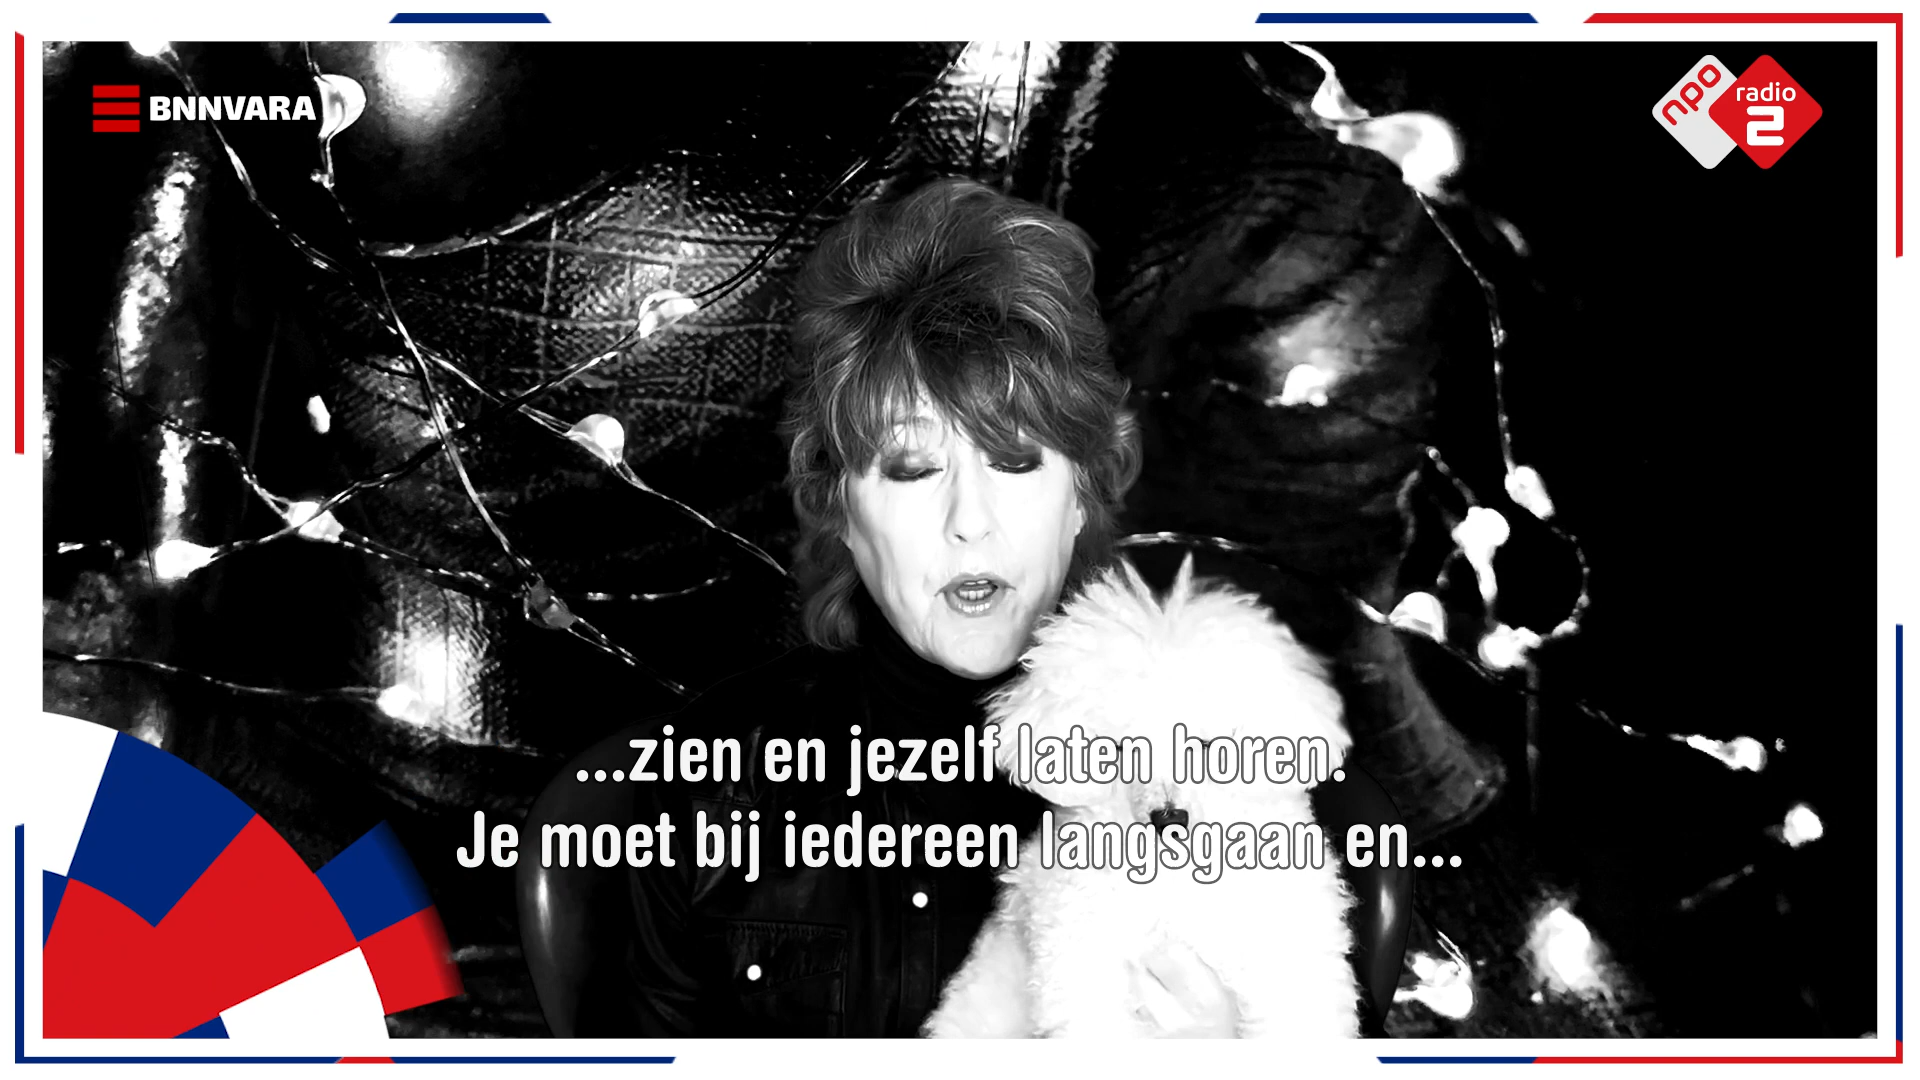 BNNVARA
npo
radio
2
...zien en jezelf laten horen.
Je moet bij iedereen langsgaan en...